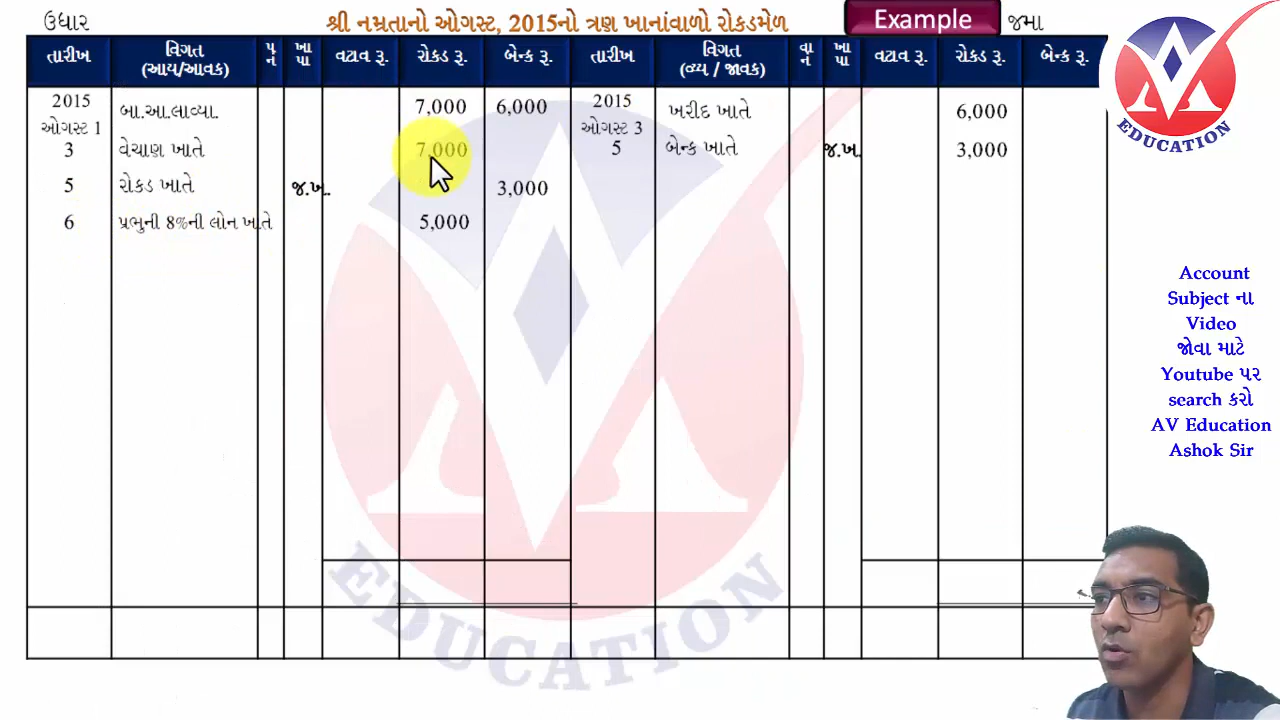 ઉધાર શ્રી નમ્રતાનો ઓગસ્ટ, 2015નો ત્રણ ખાનાંવાળો રોકડમેળ Example જમા
તારીખ વિગત (આય/આવક) પ ન ખા પા વટાવ રૂ. રોકડ રૂ. બેન્ક રૂ. તારીખ વિગત (વ્યય / જાવક) વા ન ખા પા વટાવ રૂ. રોકડ રૂ. બેન્ક રૂ.
2015 ઓગસ્ટ 1 બા.આ.લાવ્યા. 7,000 6,000 2015 ઓગસ્ટ 3 ખરીદ ખાતે 6,000
3 વેચાણ ખાતે 7,000 5 બેન્ક ખાતે જ.ખ. 3,000
5 રોકડ ખાતે જ.ખ.. 3,000
6 પ્રભુની 8%ની લોન ખાતે 5,000
EDUCATION
EDUCATION
Account
Subject ના
Video
જોવા માટે
Youtube પર
search કરો
AV Education
Ashok Sir